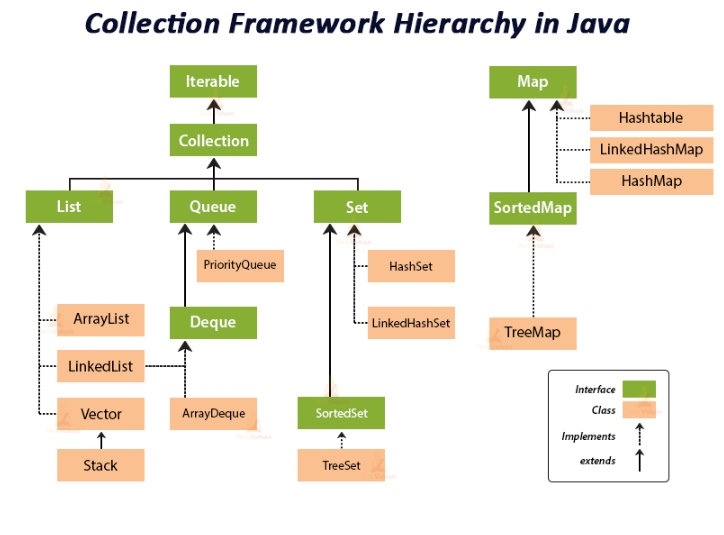 Collection Framework Hierarchy in Java
Iterable
Map
Collection
Hashtable
LinkedHashMap
HashMap
List
Queue
Set
SortedMap
PriorityQueue
HashSet
ArrayList
Deque
LinkedHashSet
TreeMap
LinkedList
Vector
ArrayDeque
SortedSet
Stack
TreeSet
Interface
Class
Implements
extends